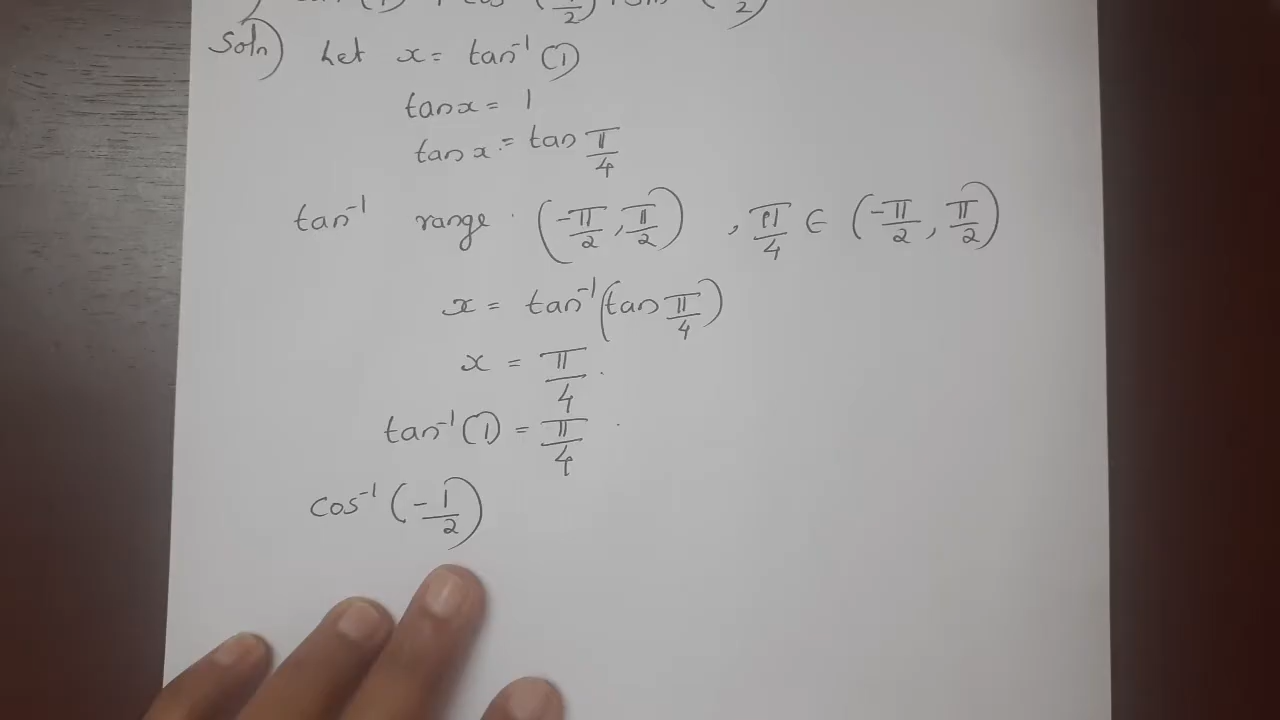 Soln) Let x = tan⁻¹ (1)
tan x = 1
tan x = tan π/4
tan⁻¹ range (-π/2, π/2) , π/4 ∈ (-π/2, π/2)
x = tan⁻¹(tan π/4)
x = π/4.
tan⁻¹(1) = π/4.
cos⁻¹(-1/2)